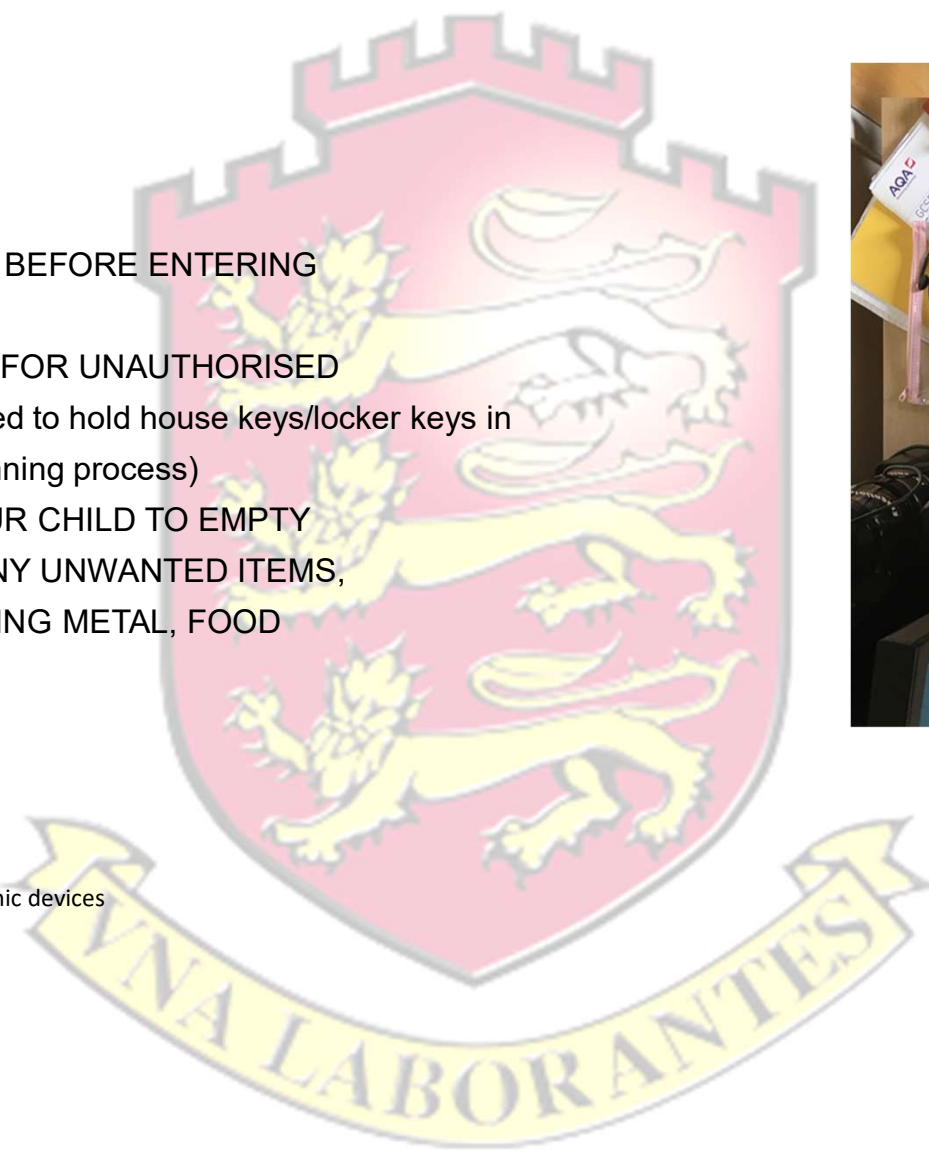 BEFORE ENTERING
FOR UNAUTHORISED
ed to hold house keys/locker keys in
nning process)
UR CHILD TO EMPTY
NY UNWANTED ITEMS,
ING METAL, FOOD
nic devices
VNA LABORANTES
AQA
GCSE